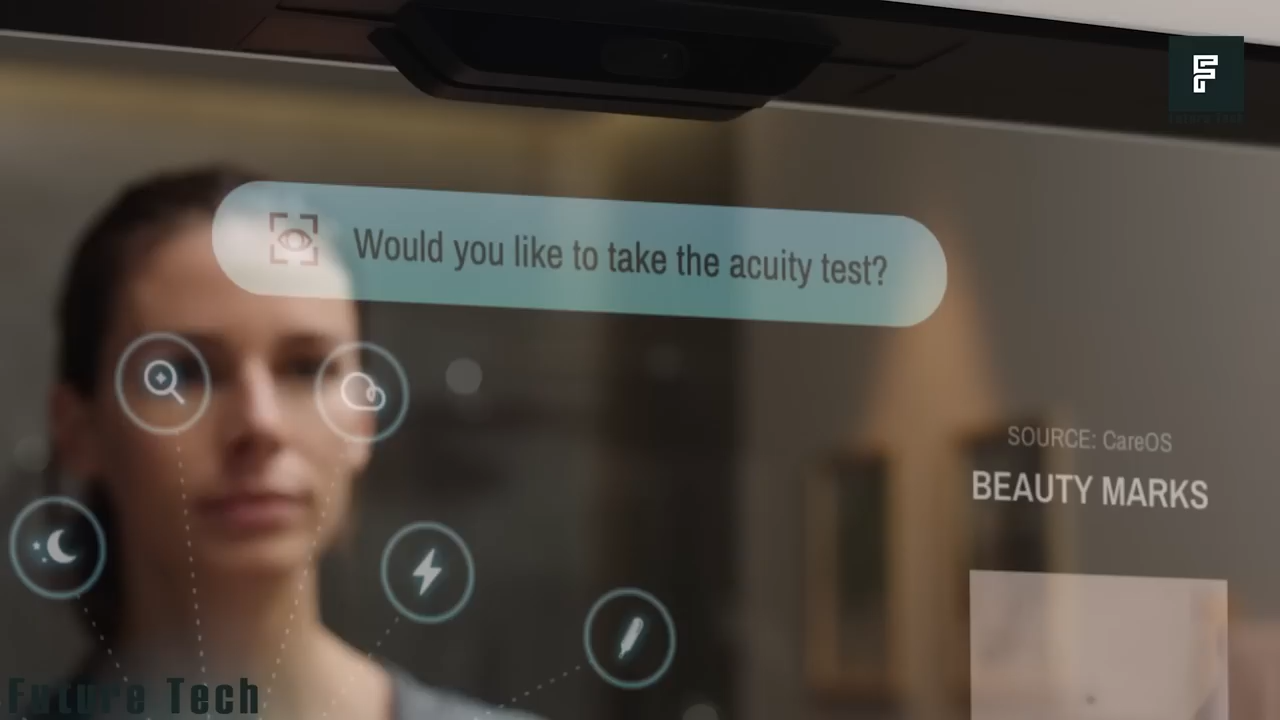 Would you like to take the acuity test?
SOURCE: CareOS
BEAUTY MARKS
Future Tech